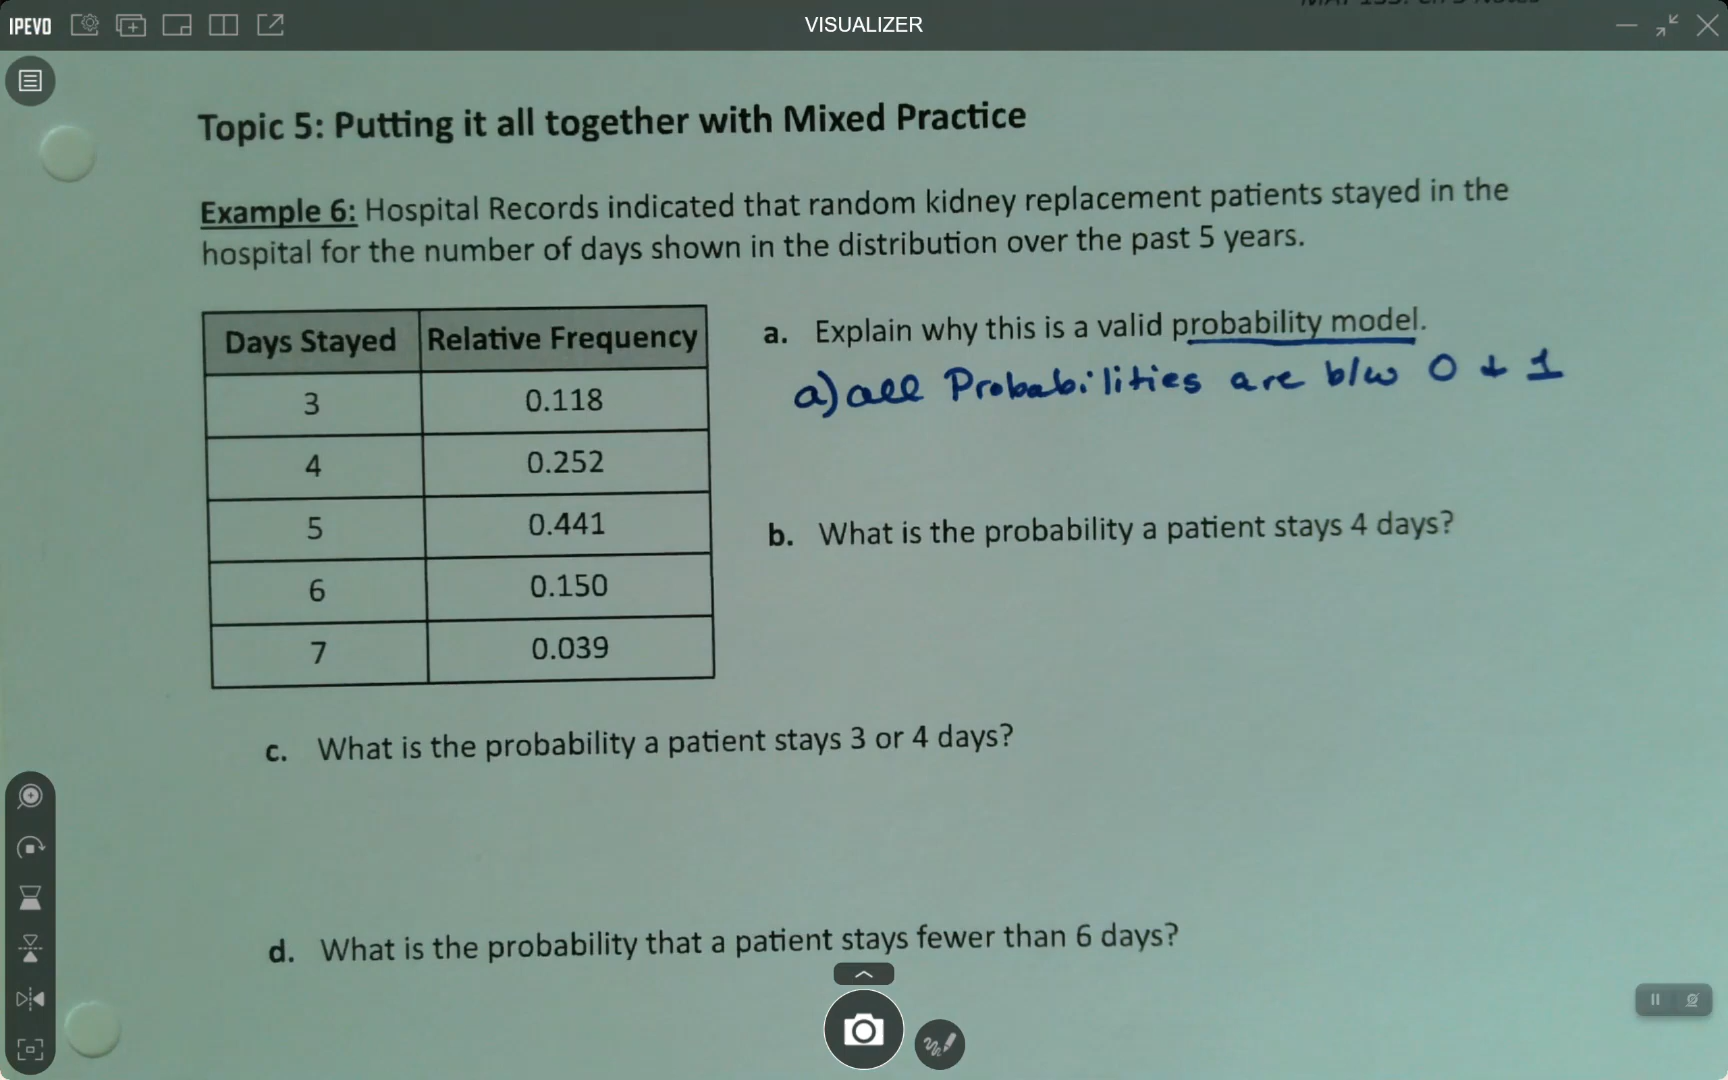 IPEVO
VISUALIZER
Topic 5: Putting it all together with Mixed Practice
Example 6: Hospital Records indicated that random kidney replacement patients stayed in the
hospital for the number of days shown in the distribution over the past 5 years.
Days Stayed Relative Frequency
3 0.118
4 0.252
5 0.441
6 0.150
7 0.039
a. Explain why this is a valid probability model.
a) all Probabilities are b/w 0 & 1
b. What is the probability a patient stays 4 days?
c. What is the probability a patient stays 3 or 4 days?
d. What is the probability that a patient stays fewer than 6 days?